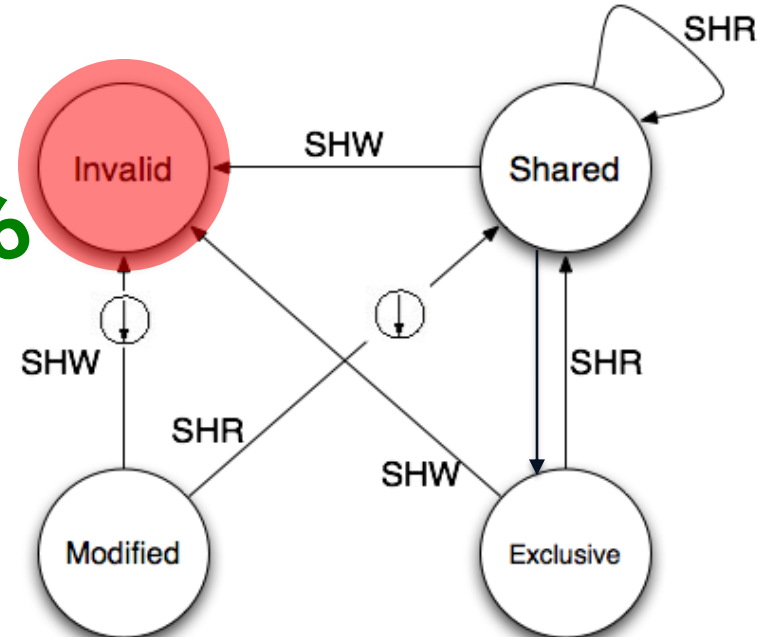 SHR
SHW
Invalid
Shared
%
SHW
SHR
SHR
SHW
Modified
Exclusive